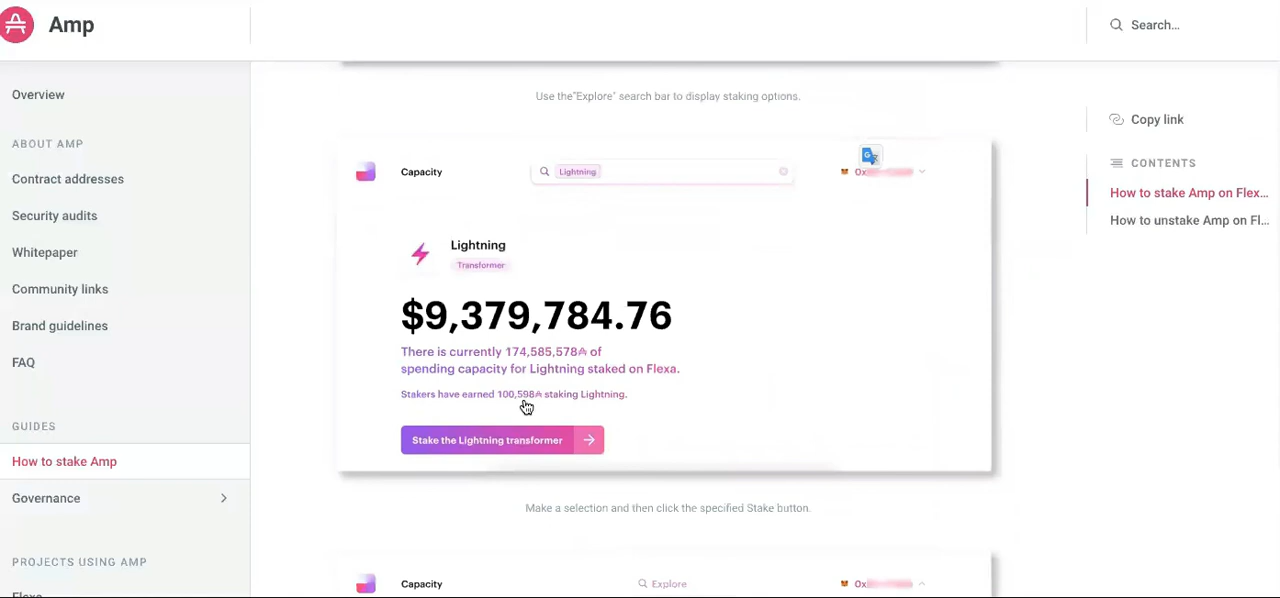 Amp
Search...
Overview
ABOUT AMP
Contract addresses
Security audits
Whitepaper
Community links
Brand guidelines
FAQ
GUIDES
How to stake Amp
Governance
PROJECTS USING AMP
Flexa
Use the"Explore" search bar to display staking options.
Capacity
Lightning
0x
Lightning
Transformer
$9,379,784.76
There is currently 174,585,578 of
spending capacity for Lightning staked on Flexa.
Stakers have earned 100,598 staking Lightning.
Stake the Lightning transformer
Make a selection and then click the specified Stake button.
Capacity
Explore
0x
Copy link
CONTENTS
How to stake Amp on Flex...
How to unstake Amp on Fl...